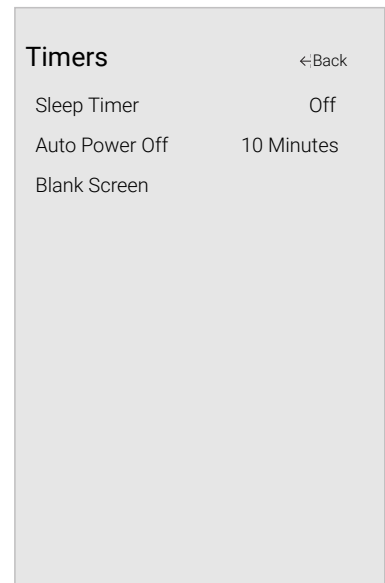 Timers ←Back
Sleep Timer Off
Auto Power Off 10 Minutes
Blank Screen